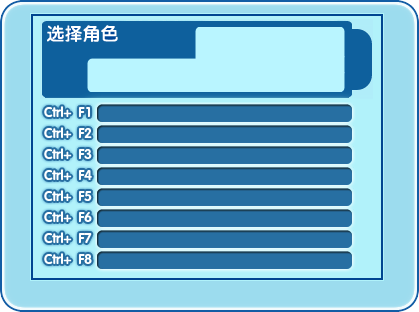 选择角色
Ctrl+ F1
Ctrl+ F2
Ctrl+ F3
Ctrl+ F4
Ctrl+ F5
Ctrl+ F6
Ctrl+ F7
Ctrl+ F8